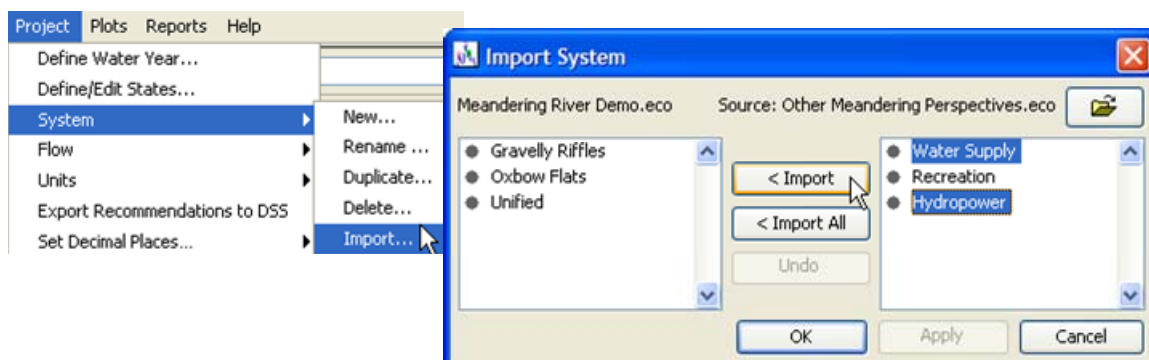 Project Plots Reports Help
Define Water Year...
Define/Edit States...
System
Flow
Units
Export Recommendations to DSS
Set Decimal Places...
New...
Rename ...
Duplicate...
Delete...
Import...
Import System
Meandering River Demo.eco Source: Other Meandering Perspectives.eco
Gravelly Riffles
Oxbow Flats
Unified
< Import
< Import All
Undo
Water Supply
Recreation
Hydropower
OK Apply Cancel